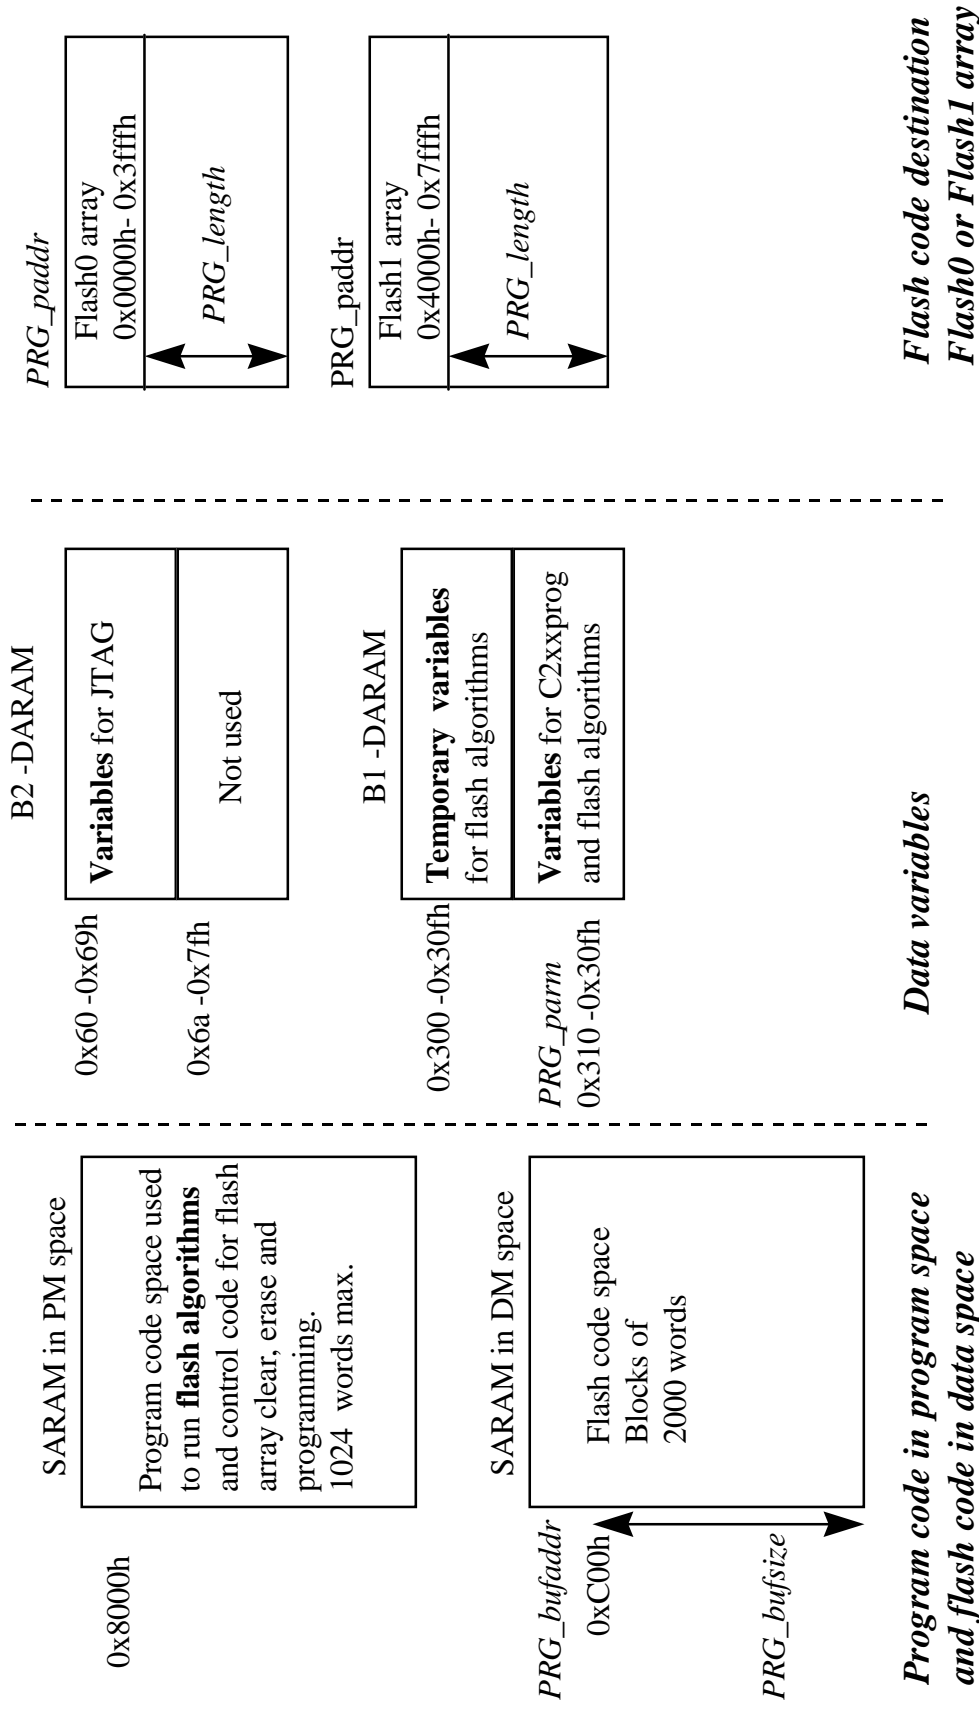 SARAM in PM space
0x8000h
Program code space used
to run flash algorithms
and control code for flash
array clear, erase and
programming.
1024 words max.
SARAM in DM space
PRG_bufaddr
0xC00h
Flash code space
Blocks of
2000 words
PRG_bufsize
Program code in program space
and flash code in data space
B2 -DARAM
0x60 -0x69h
Variables for JTAG
0x6a -0x7fh
Not used
B1 -DARAM
0x300 -0x30fh
Temporary variables
for flash algorithms
PRG_parm
0x310 -0x30fh
Variables for C2xxprog
and flash algorithms
Data variables
PRG_paddr
Flash0 array
0x0000h- 0x3fffh
PRG_length
PRG_paddr
Flash1 array
0x4000h- 0x7fffh
PRG_length
Flash code destination
Flash0 or Flash1 array